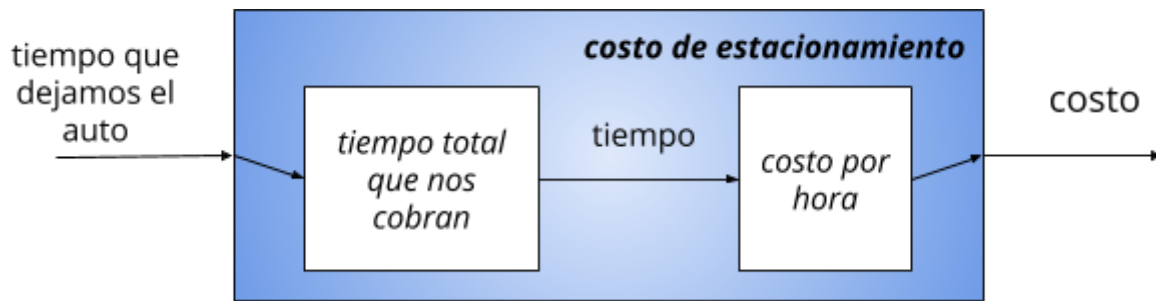 tiempo que
dejamos el
auto
costo de estacionamiento
tiempo total
que nos
cobran
tiempo
costo por
hora
costo